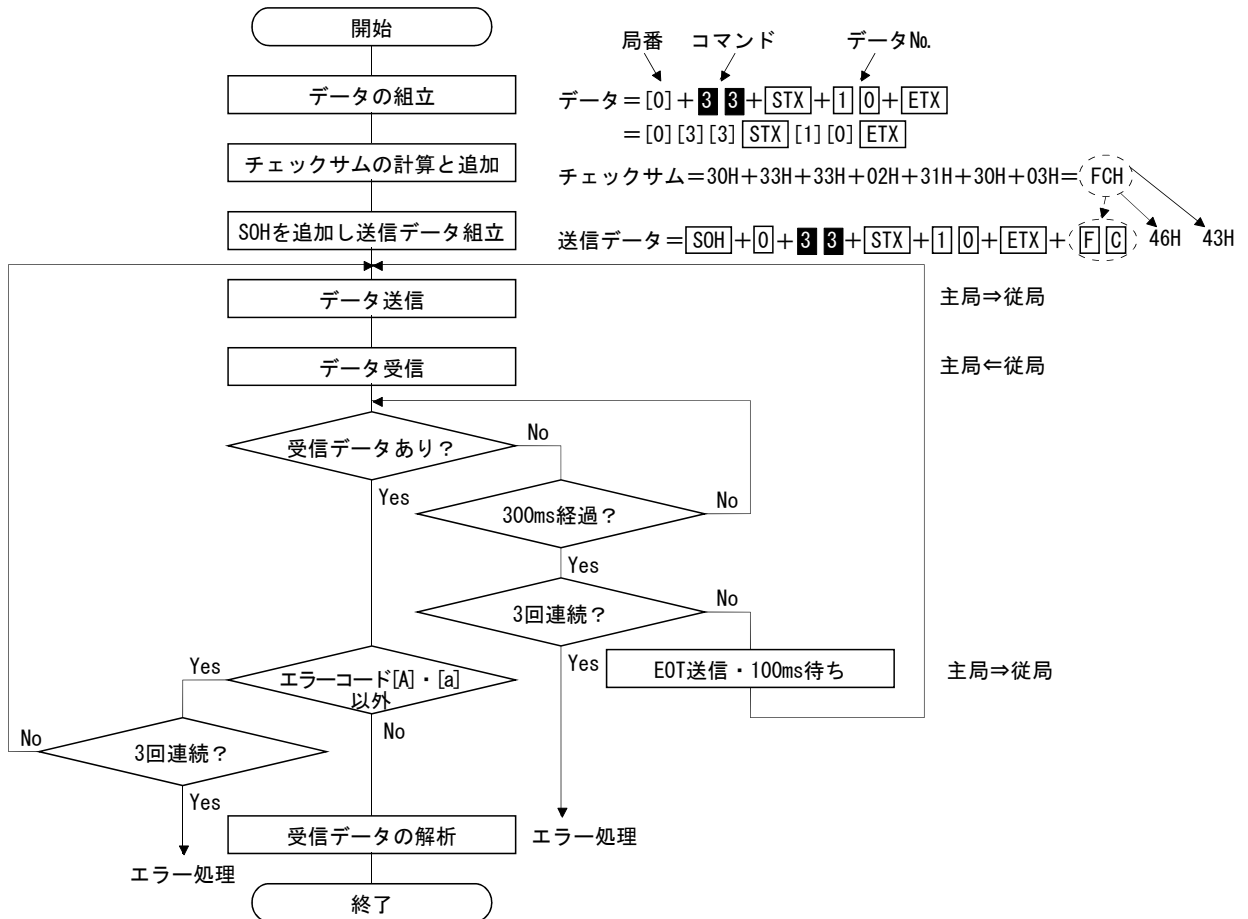 開始
局番 コマンド データ№
データの組立
データ＝[0]＋3 3＋STX＋1 0＋ETX
＝[0][3][3]STX[1][0]ETX
チェックサムの計算と追加
チェックサム＝30H＋33H＋33H＋02H＋31H＋30H＋03H＝FCH
SOHを追加し送信データ組立
送信データ＝SOH＋0＋3 3＋STX＋1 0＋ETX＋F C 46H 43H
データ送信
主局⇒従局
データ受信
主局⇐従局
受信データあり？
No
Yes
300ms経過？
No
Yes
3回連続？
No
Yes
EOT送信・100ms待ち
主局⇒従局
エラーコード[A]・[a]
以外
Yes
No
3回連続？
No
Yes
受信データの解析
エラー処理
エラー処理
終了